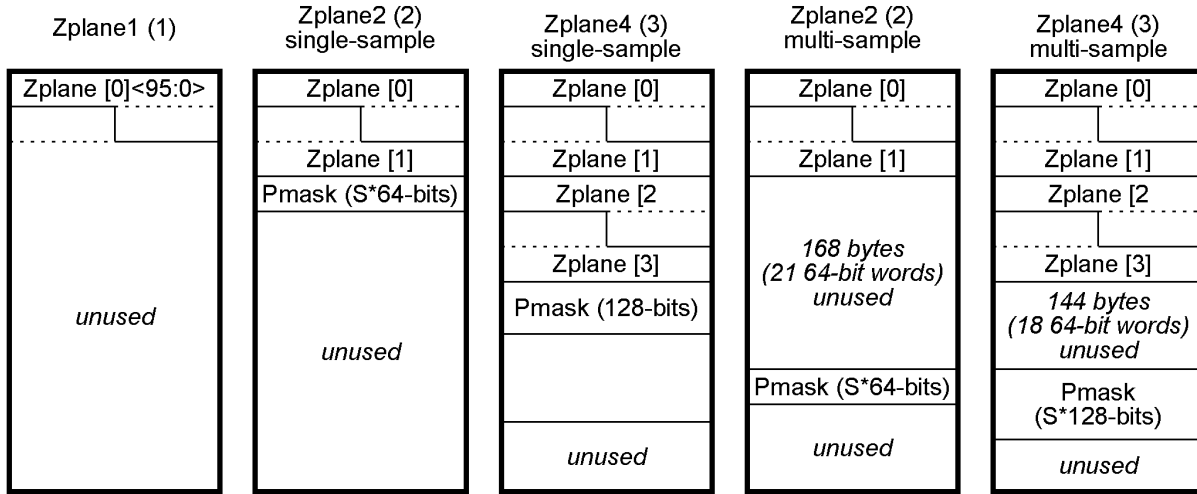 Zplane1 (1)
Zplane2 (2)
single-sample
Zplane4 (3)
single-sample
Zplane2 (2)
multi-sample
Zplane4 (3)
multi-sample
Zplane [0]<95:0>
unused
Zplane [0]
Zplane [1]
Pmask (S*64-bits)
unused
Zplane [0]
Zplane [1]
Zplane [2
Zplane [3]
Pmask (128-bits)
unused
Zplane [0]
Zplane [1]
168 bytes
(21 64-bit words)
unused
Pmask (S*64-bits)
unused
Zplane [0]
Zplane [1]
Zplane [2
Zplane [3]
144 bytes
(18 64-bit words)
unused
Pmask
(S*128-bits)
unused